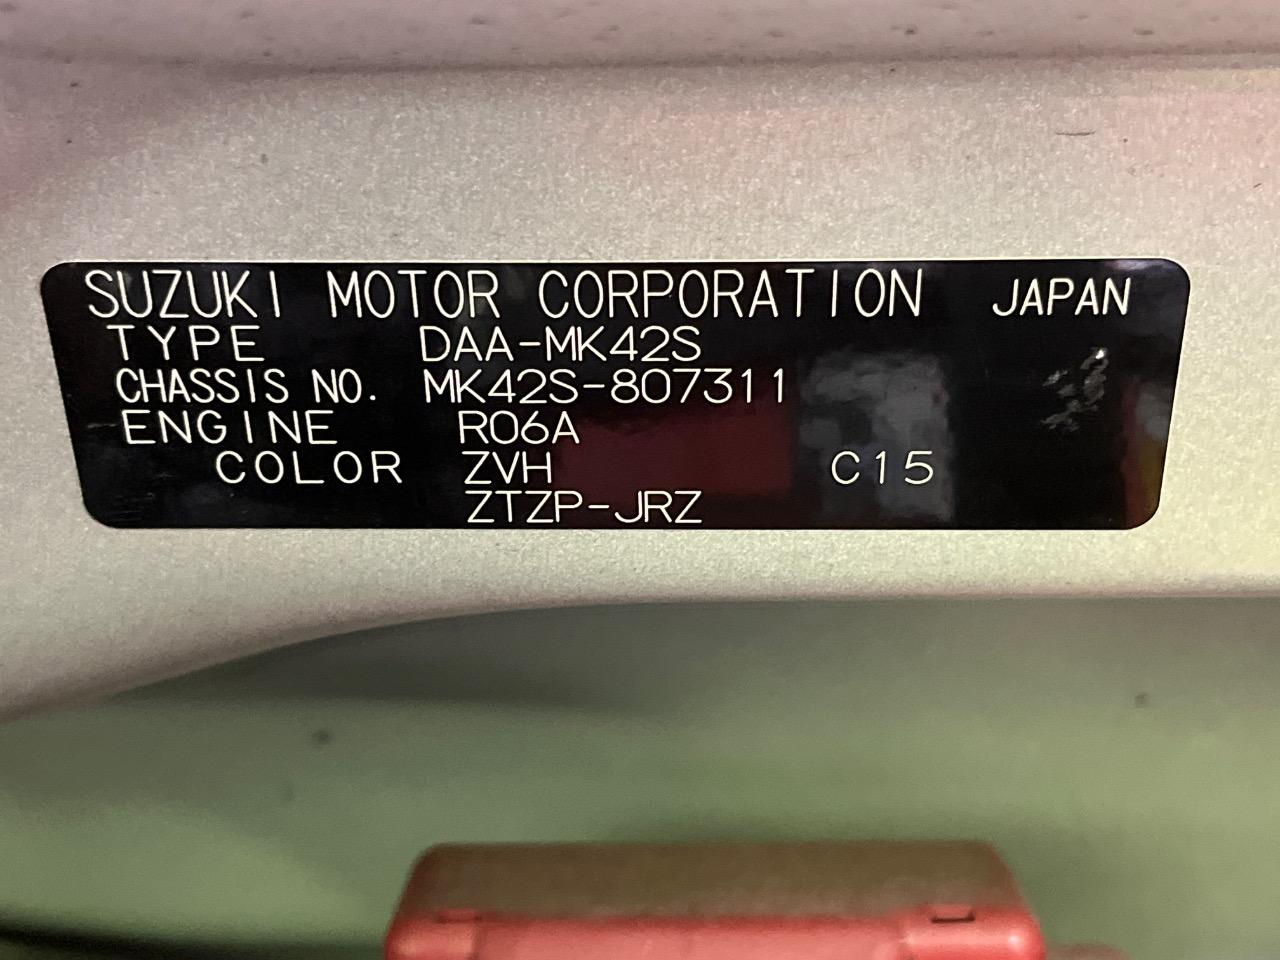 SUZUKI MOTOR CORPORATION JAPAN
TYPE DAA-MK42S
CHASSIS NO. MK42S-807311
ENGINE R06A
COLOR ZVH C15
ZTZP-JRZ